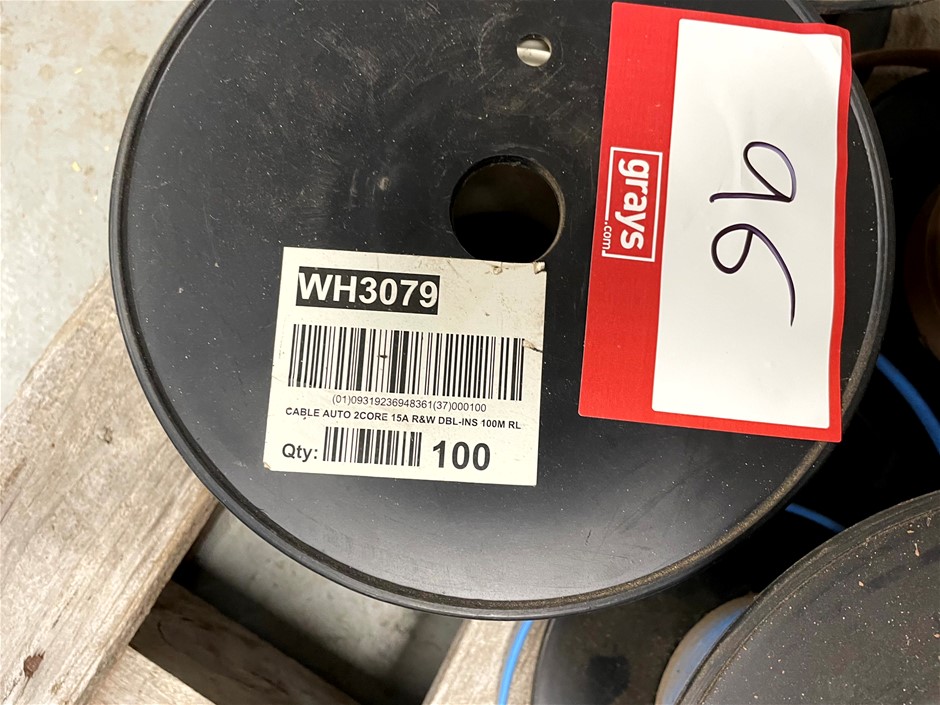 WH3079
(01)09319236948361(37)000100
CABLE AUTO 2CORE 15A R&W DBL-INS 100M RL
Qty: 100
grays
.com
96